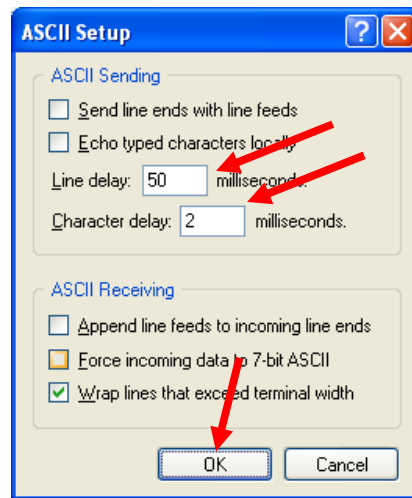 ASCII Setup
ASCII Sending
Send line ends with line feeds
Echo typed characters locally
Line delay: 50 milliseconds.
Character delay: 2 milliseconds.
ASCII Receiving
Append line feeds to incoming line ends
Force incoming data to 7-bit ASCII
Wrap lines that exceed terminal width
OK Cancel